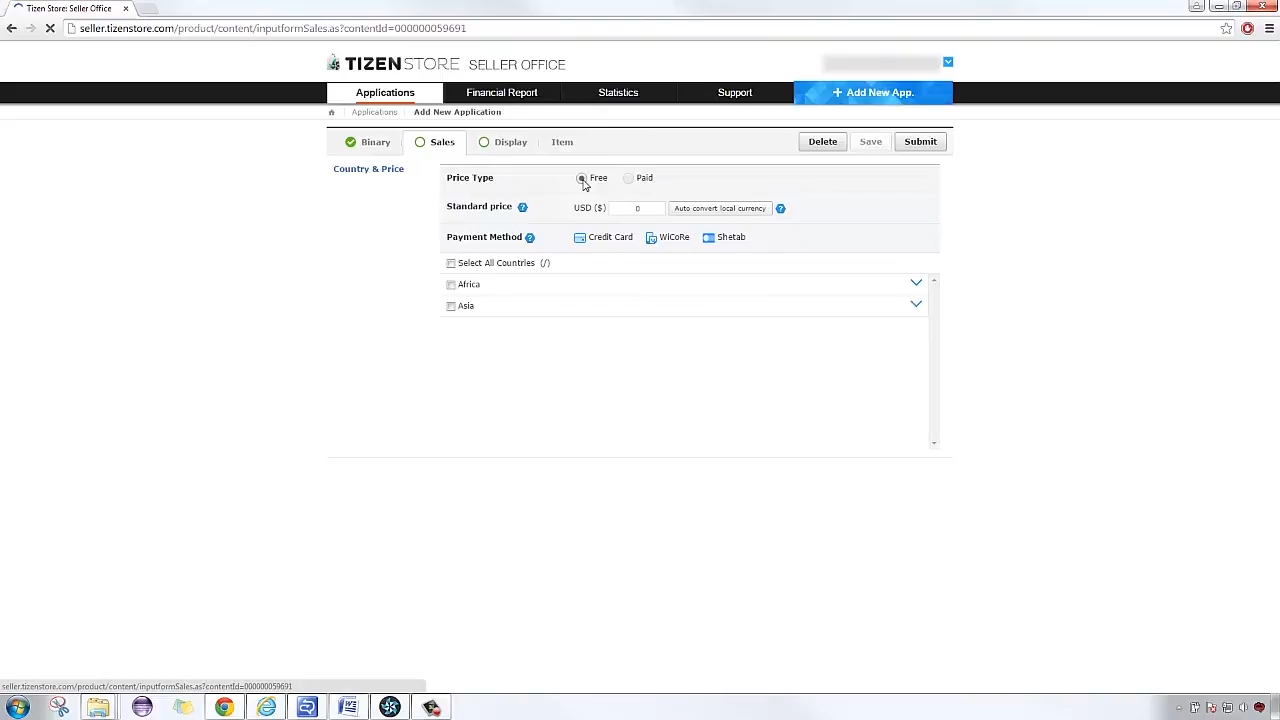 Tizen Store: Seller Office
seller.tizenstore.com/product/content/inputformSales.as?contentId=000000059691
TIZEN STORE SELLER OFFICE
Applications Financial Report Statistics Support + Add New App.
Applications Add New Application
Binary Sales Display Item Delete Save Submit
Country & Price
Price Type Free Paid
Standard price ? USD ($) 0 Auto convert local currency ?
Payment Method ? Credit Card WiCoRe Shetab
Select All Countries (/)
Africa
Asia
seller.tizenstore.com/product/content/inputformSales.as?contentId=000000059691